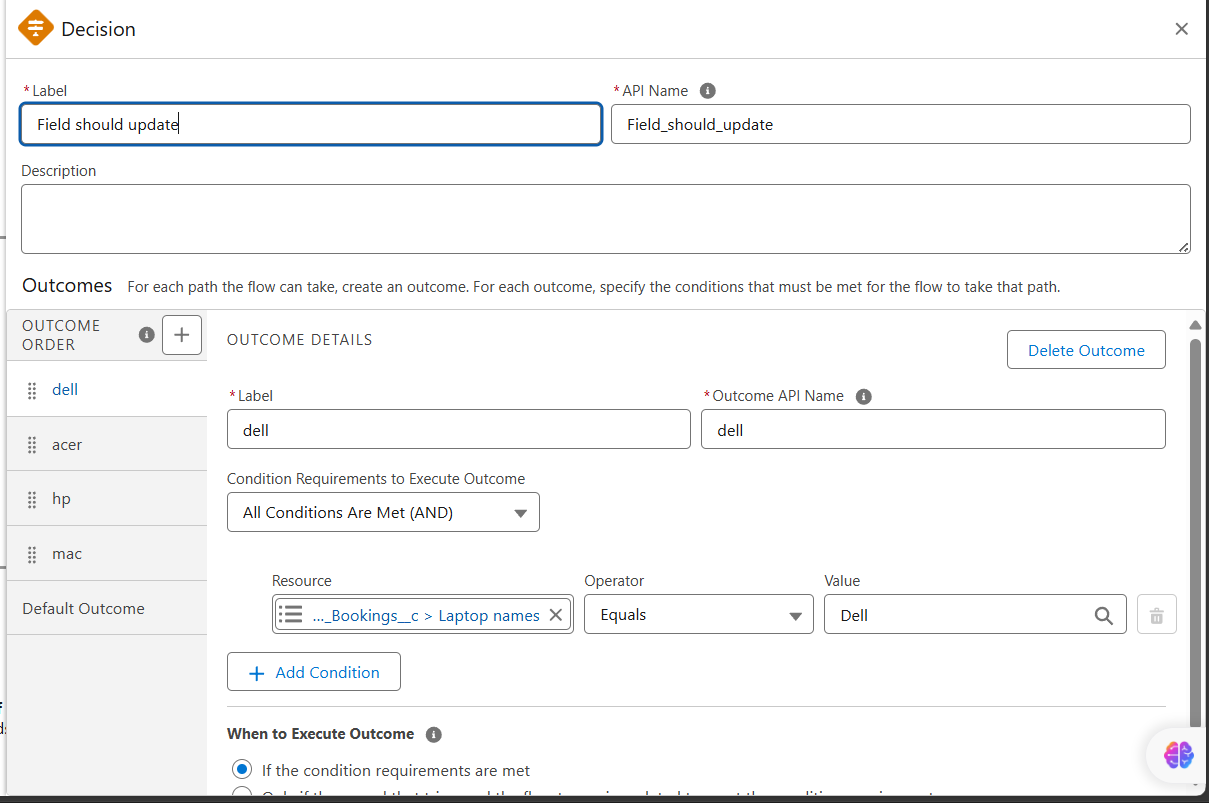 Decision
* Label
* API Name
Field should update
Field_should_update
Description
Outcomes For each path the flow can take, create an outcome. For each outcome, specify the conditions that must be met for the flow to take that path.
OUTCOME ORDER
OUTCOME DETAILS
Delete Outcome
dell
acer
hp
mac
Default Outcome
* Label
* Outcome API Name
dell
dell
Condition Requirements to Execute Outcome
All Conditions Are Met (AND)
Resource
Operator
Value
..._Bookings__c > Laptop names
Equals
Dell
+ Add Condition
When to Execute Outcome
If the condition requirements are met